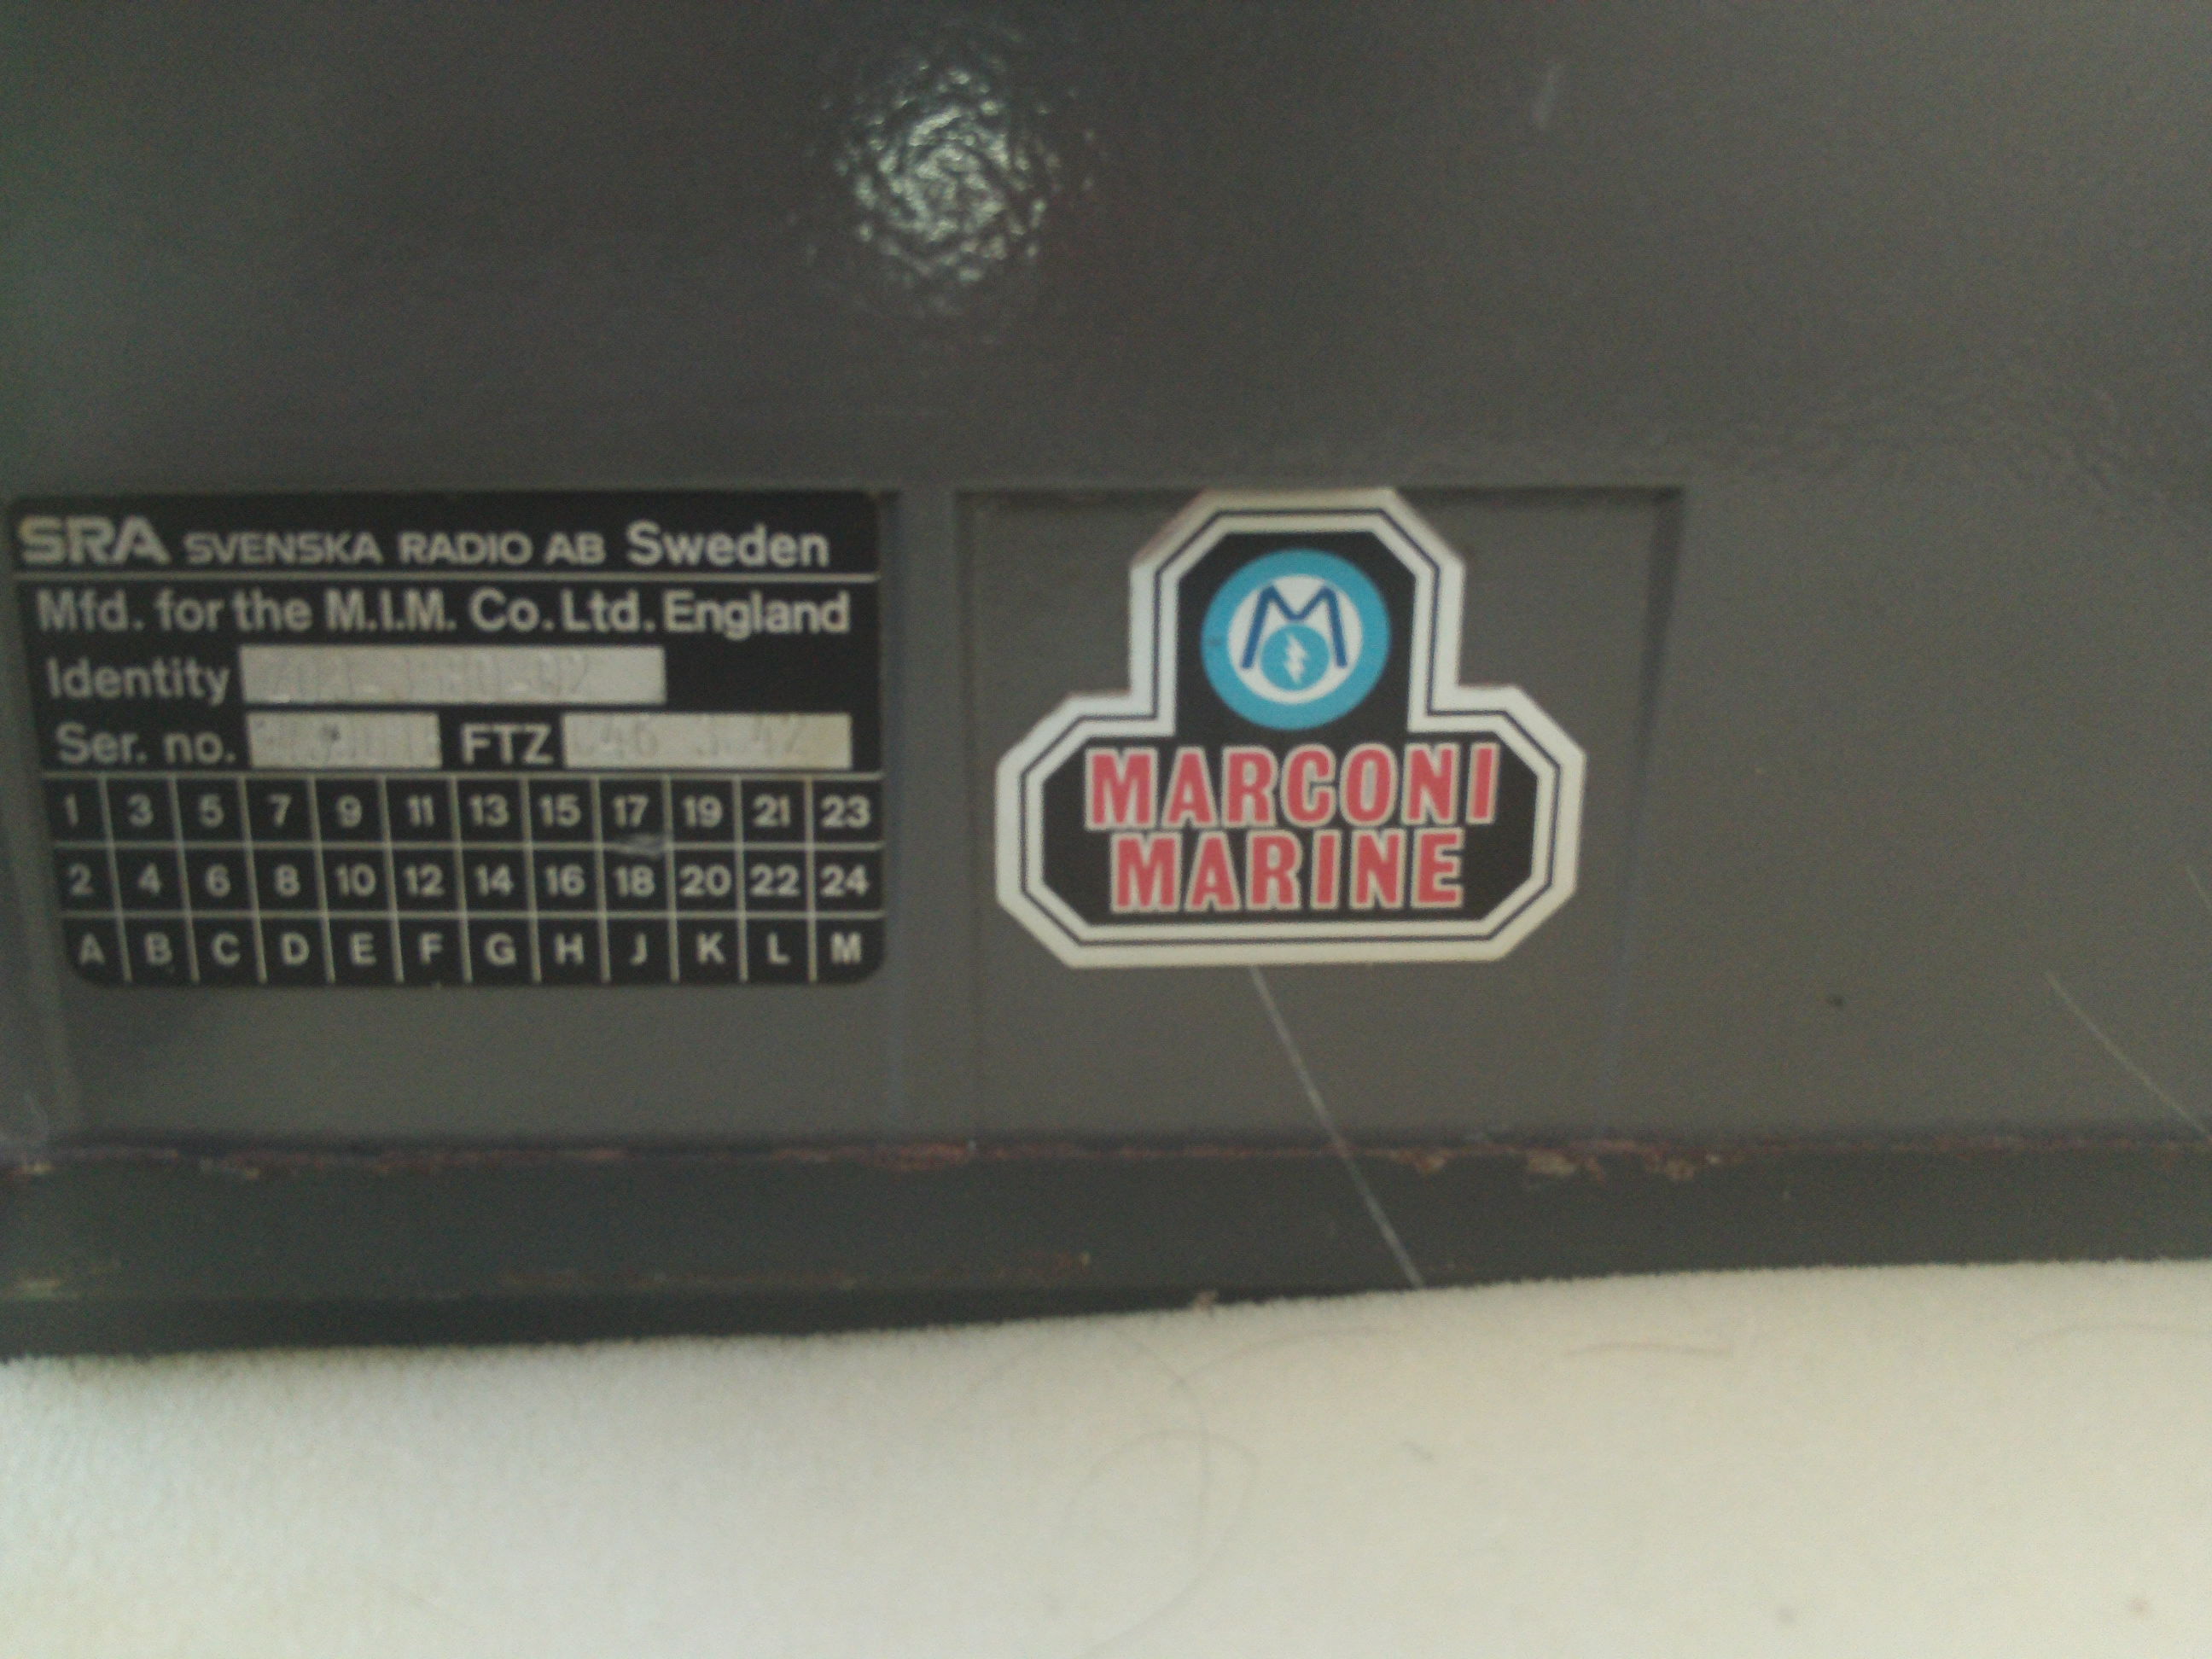 SRA SVENSKA RADIO AB Sweden
Mfd. for the M.I.M. Co. Ltd. England
Identity
Ser. no. FTZ
1 3 5 7 9 11 13 15 17 19 21 23
2 4 6 8 10 12 14 16 18 20 22 24
A B C D E F G H J K L M
M
MARCONI
MARINE